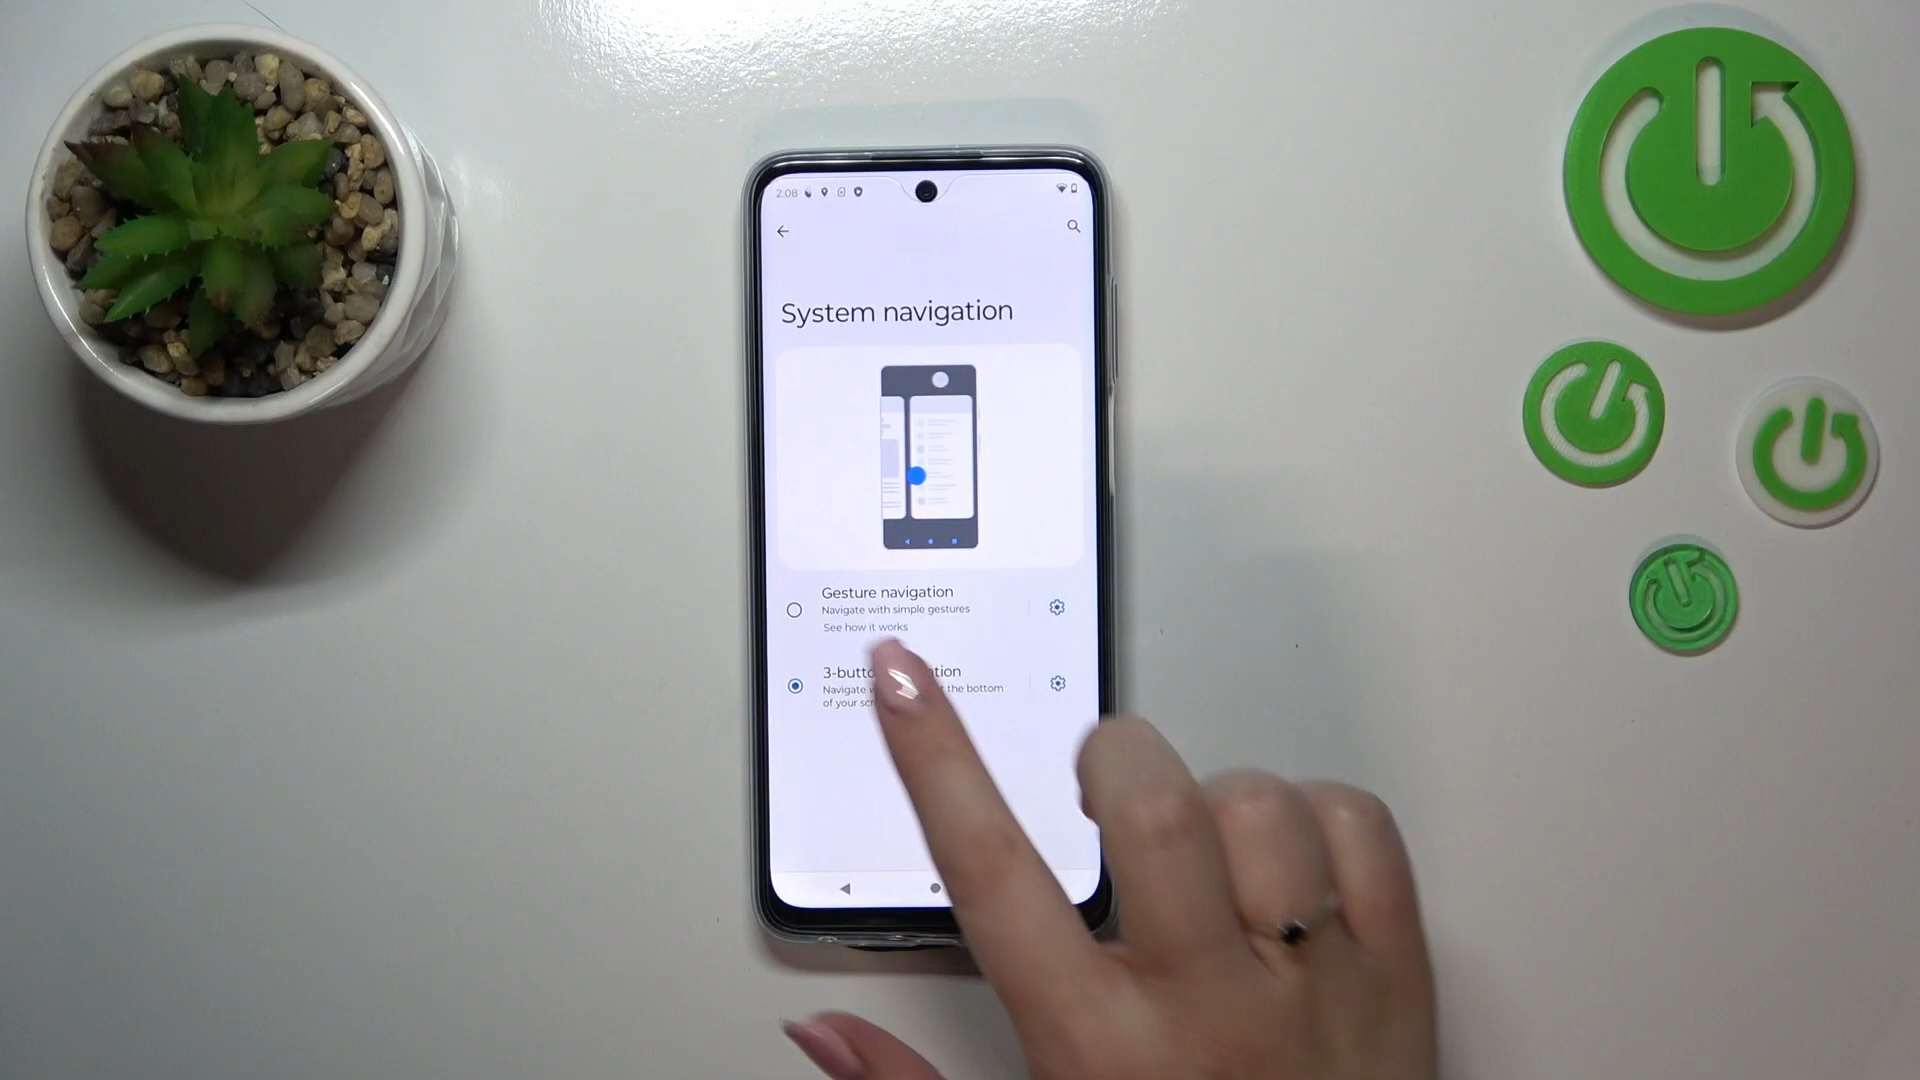 2:08
System navigation
Gesture navigation
Navigate with simple gestures
See how it works
3-butto ation
Navigate t the bottom
of your scr